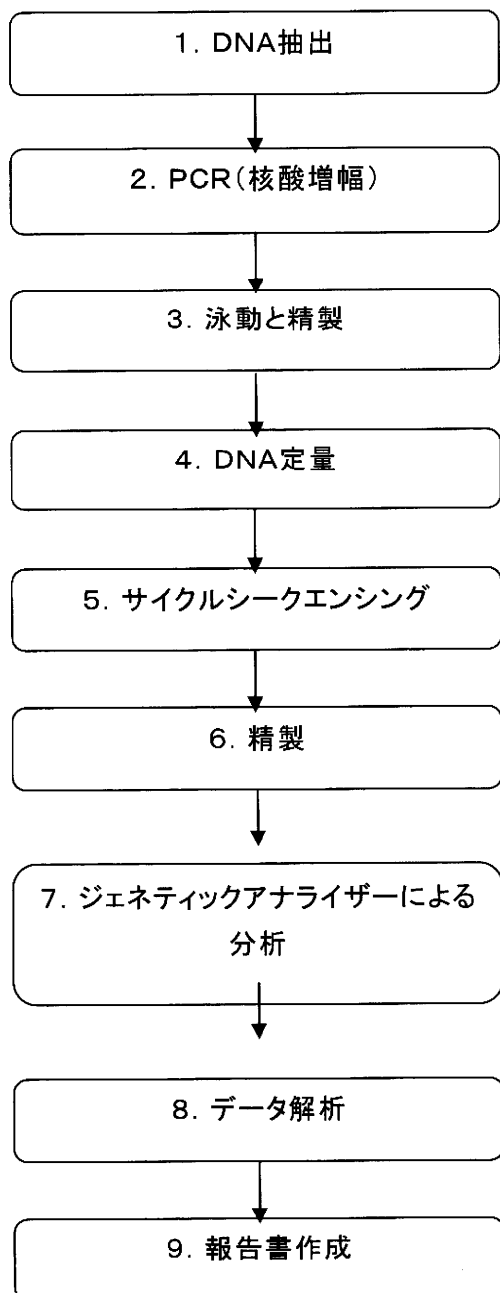 1. DNA抽出
2. PCR(核酸増幅)
3. 泳動と精製
4. DNA定量
5. サイクルシークエンシング
6. 精製
7. ジェネティックアナライザーによる
分析
8. データ解析
9. 報告書作成